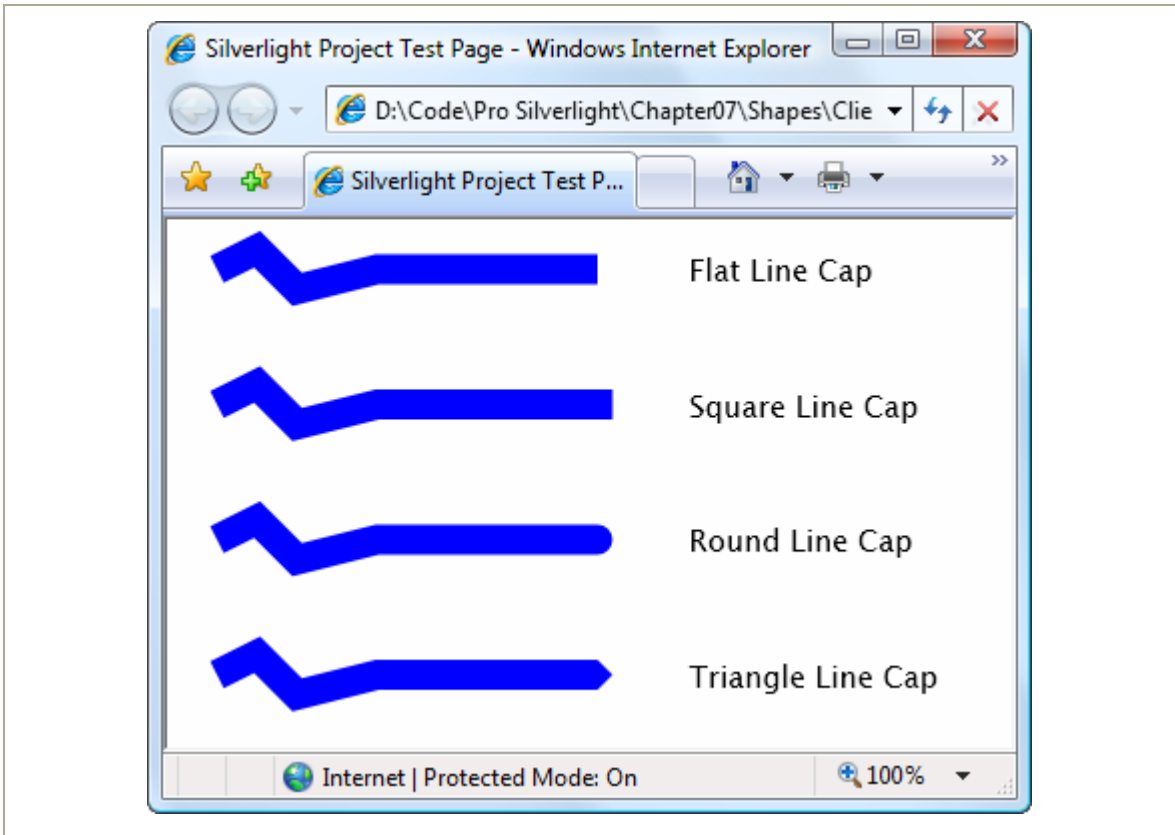 Silverlight Project Test Page - Windows Internet Explorer
D:\Code\Pro Silverlight\Chapter07\Shapes\Clie
Silverlight Project Test P...
Flat Line Cap
Square Line Cap
Round Line Cap
Triangle Line Cap
Internet | Protected Mode: On
100%